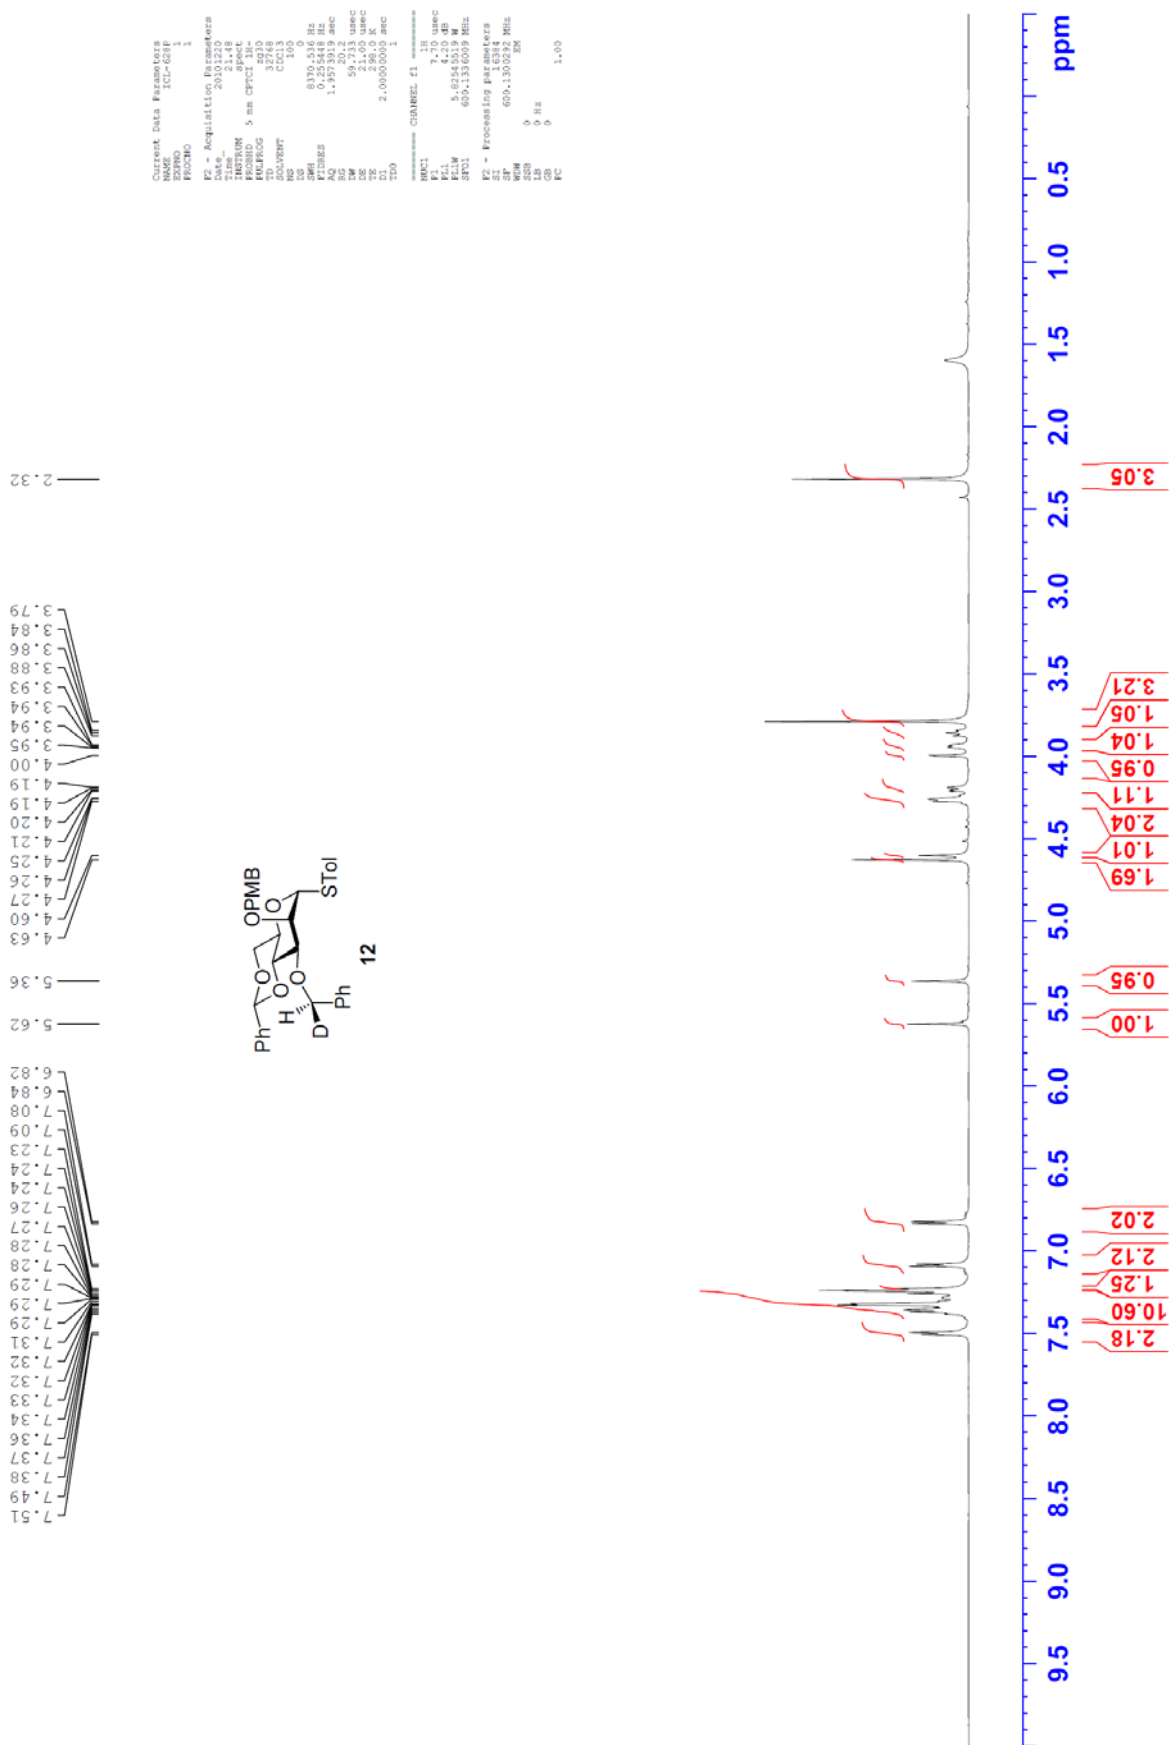 Current Data Parameters
NAME ICL-628P
EXPNO 1
PROCNO 1
F2 - Acquisition Parameters
Date_ 20101220
Time 21.48
INSTRUM spect
PROBHD 5 mm CPTCI 1H-
PULPROG zg30
TD 32768
SOLVENT CDCl3
NS 100
DS 0
SWH 8370.536 Hz
FIDRES 0.255448 Hz
AQ 1.9573919 sec
RG 20.2
DW 59.733 usec
DE 21.00 usec
TE 298.0 K
D1 2.00000000 sec
TD0 1
======== CHANNEL f1 ========
NUC1 1H
P1 7.70 usec
PL1 4.20 dB
PL1W 5.82545519 W
SFO1 600.1336009 MHz
F2 - Processing parameters
SI 16384
SF 600.1300292 MHz
WDW EM
SSB 0
LB 0 Hz
GB 0
PC 1.00
7.51
7.49
7.38
7.37
7.36
7.34
7.33
7.32
7.32
7.31
7.29
7.29
7.29
7.28
7.28
7.27
7.26
7.24
7.24
7.23
7.09
7.08
6.84
6.82
5.62
5.36
4.63
4.60
4.27
4.26
4.25
4.21
4.20
4.19
4.19
4.00
3.95
3.94
3.94
3.93
3.88
3.86
3.84
3.79
2.32
Ph
O
O
O
OPMB
O
STol
H
D
Ph
12
9.5 9.0 8.5 8.0 7.5 7.0 6.5 6.0 5.5 5.0 4.5 4.0 3.5 3.0 2.5 2.0 1.5 1.0 0.5 ppm
2.18
10.60
1.25
2.12
2.02
1.00
0.95
1.69
1.01
2.04
1.11
0.95
1.04
1.05
3.21
3.05